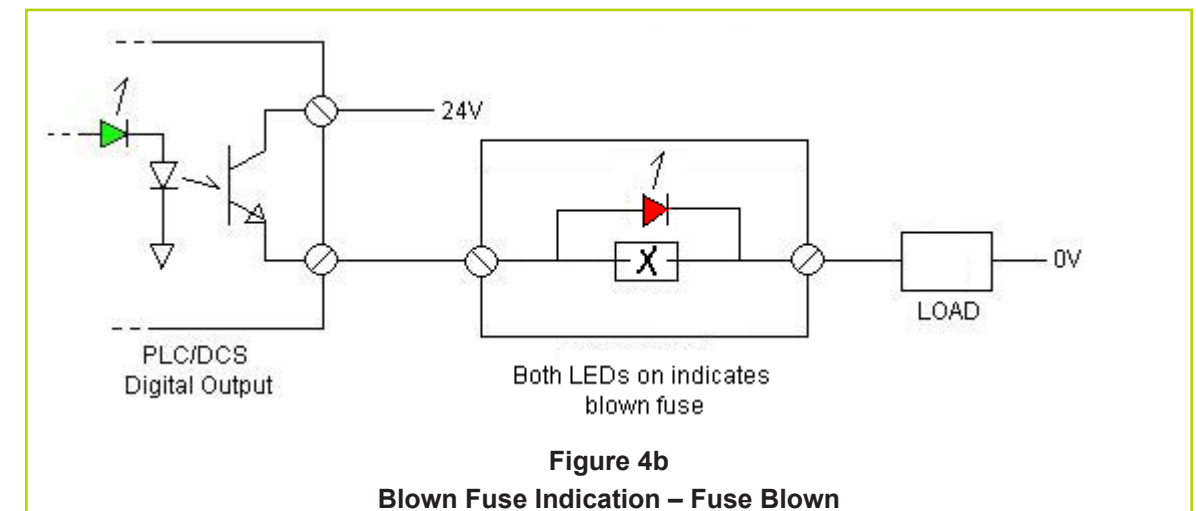 24V
X
0V
LOAD
PLC/DCS
Digital Output
Both LEDs on indicates
blown fuse
Figure 4b
Blown Fuse Indication – Fuse Blown